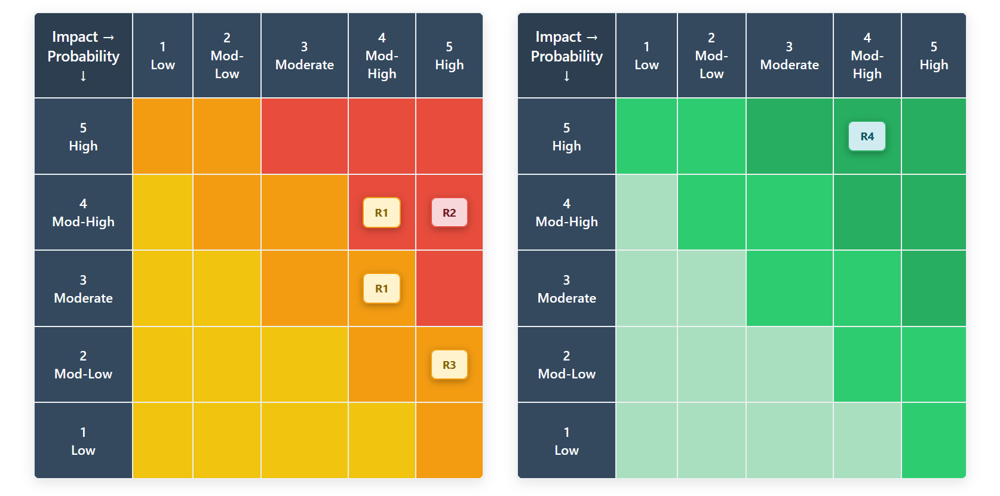 Impact →
Probability
↓
1
Low
2
Mod-
Low
3
Moderate
4
Mod-
High
5
High
5
High
4
Mod-High
R1
R2
3
Moderate
R1
2
Mod-Low
R3
1
Low
Impact →
Probability
↓
1
Low
2
Mod-
Low
3
Moderate
4
Mod-
High
5
High
5
High
R4
4
Mod-High
3
Moderate
2
Mod-Low
1
Low